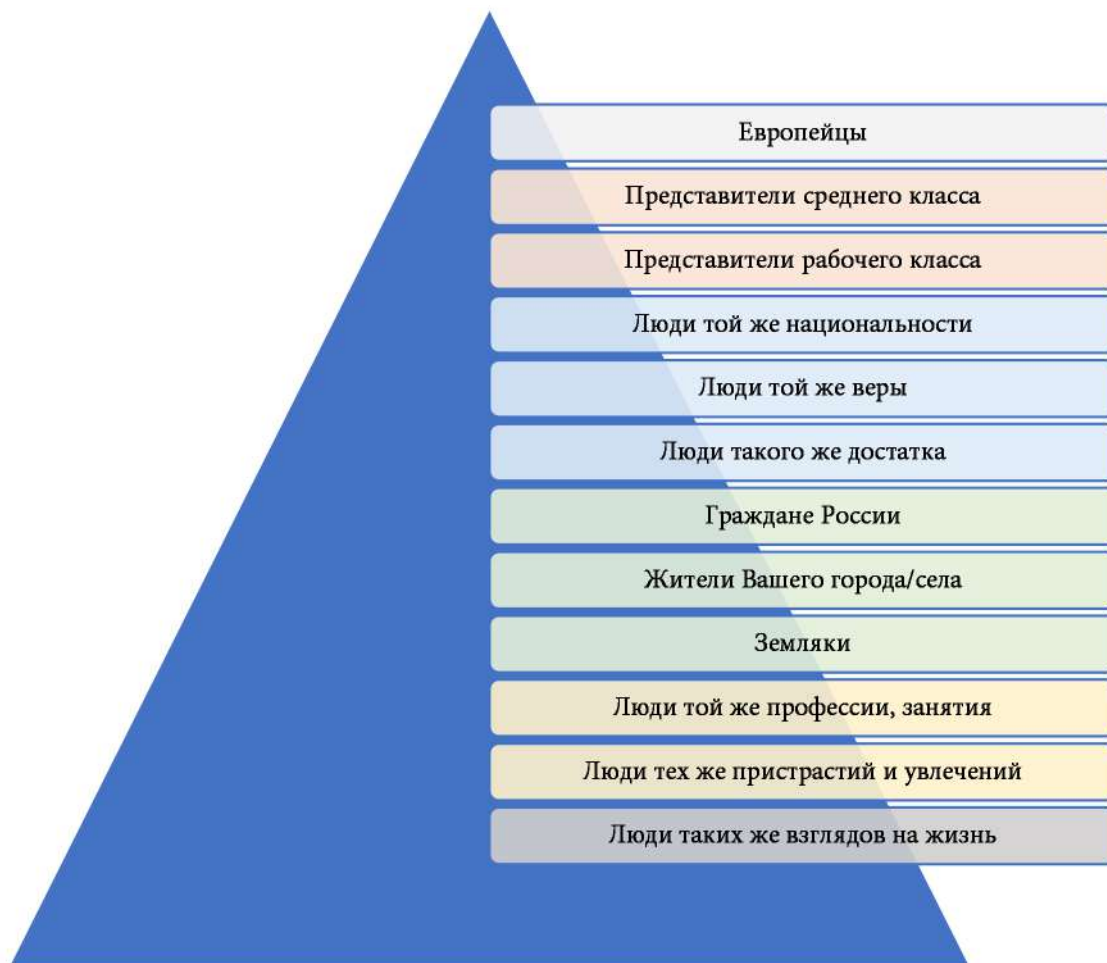 Европейцы
Представители среднего класса
Представители рабочего класса
Люди той же национальности
Люди той же веры
Люди такого же достатка
Граждане России
Жители Вашего города/села
Земляки
Люди той же профессии, занятия
Люди тех же пристрастий и увлечений
Люди таких же взглядов на жизнь